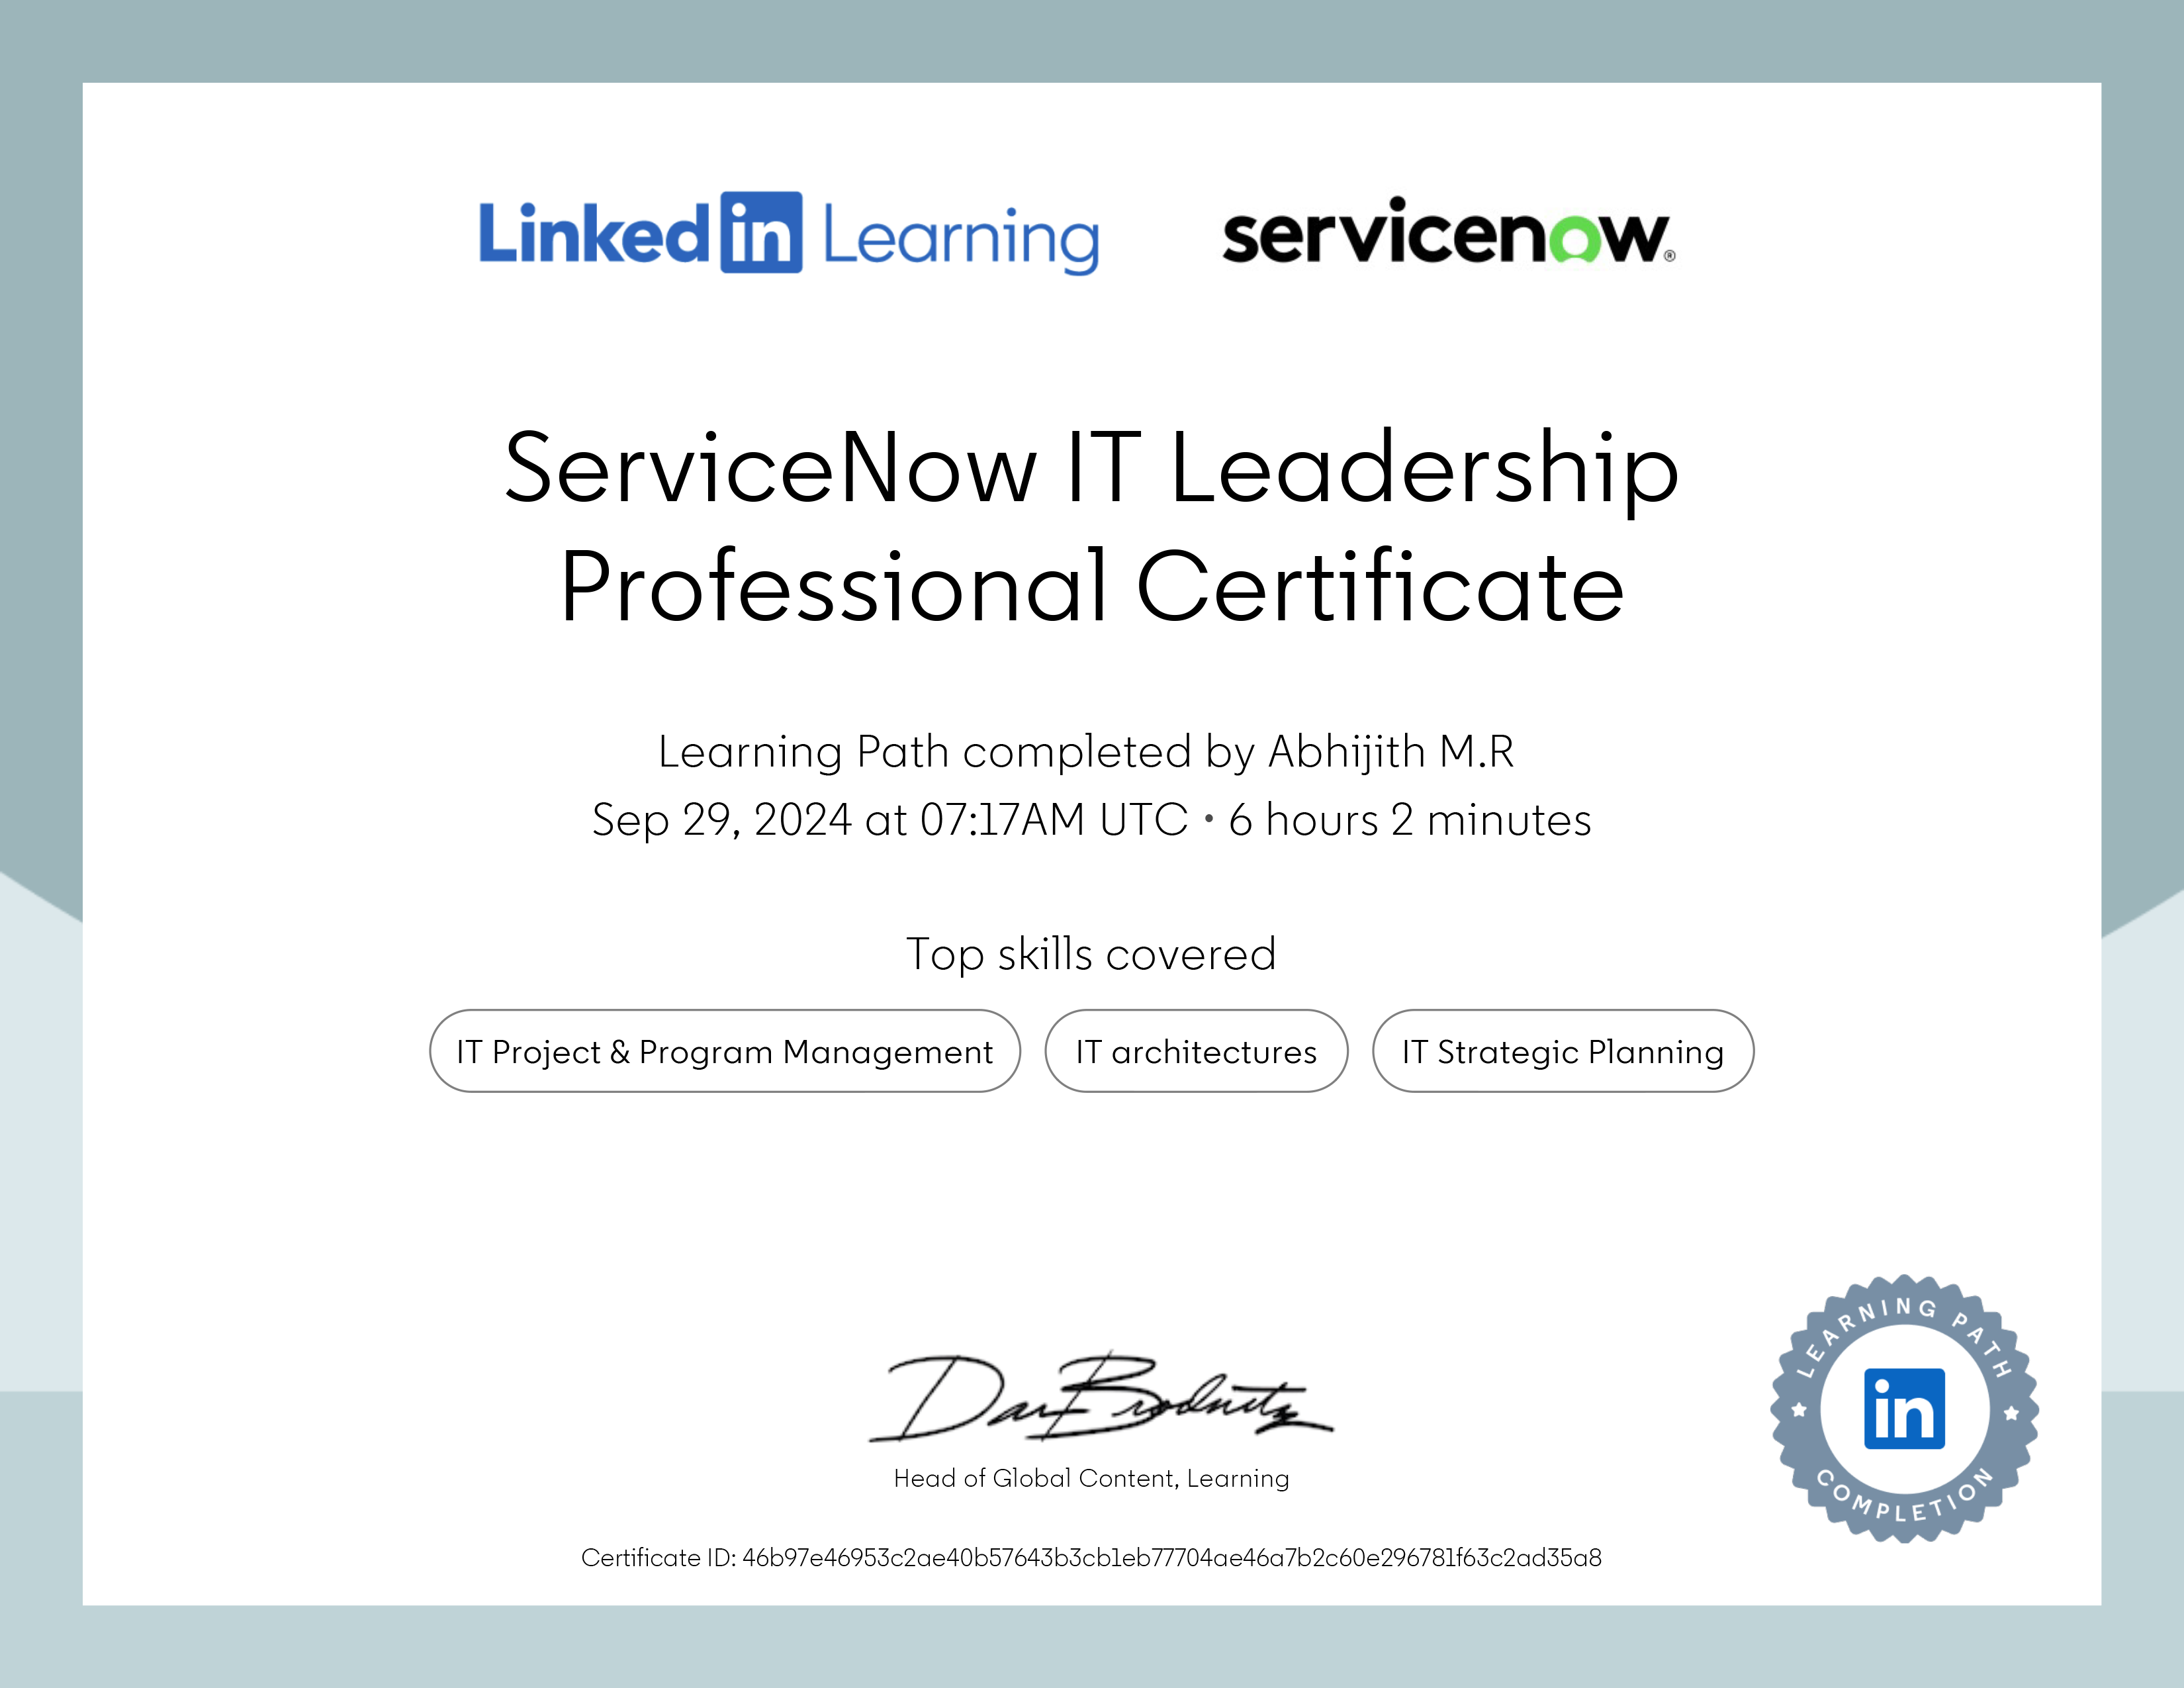 Linked in Learning
servicenow®
ServiceNow IT Leadership
Professional Certificate
Learning Path completed by Abhijith M.R
Sep 29, 2024 at 07:17AM UTC • 6 hours 2 minutes
Top skills covered
IT Project & Program Management
IT architectures
IT Strategic Planning
Dan Brodnitz
Head of Global Content, Learning
Certificate ID: 46b97e46953c2ae40b57643b3cb1eb77704ae46a7b2c60e296781f63c2ad35a8
LEARNING PATH
in
COMPLETION